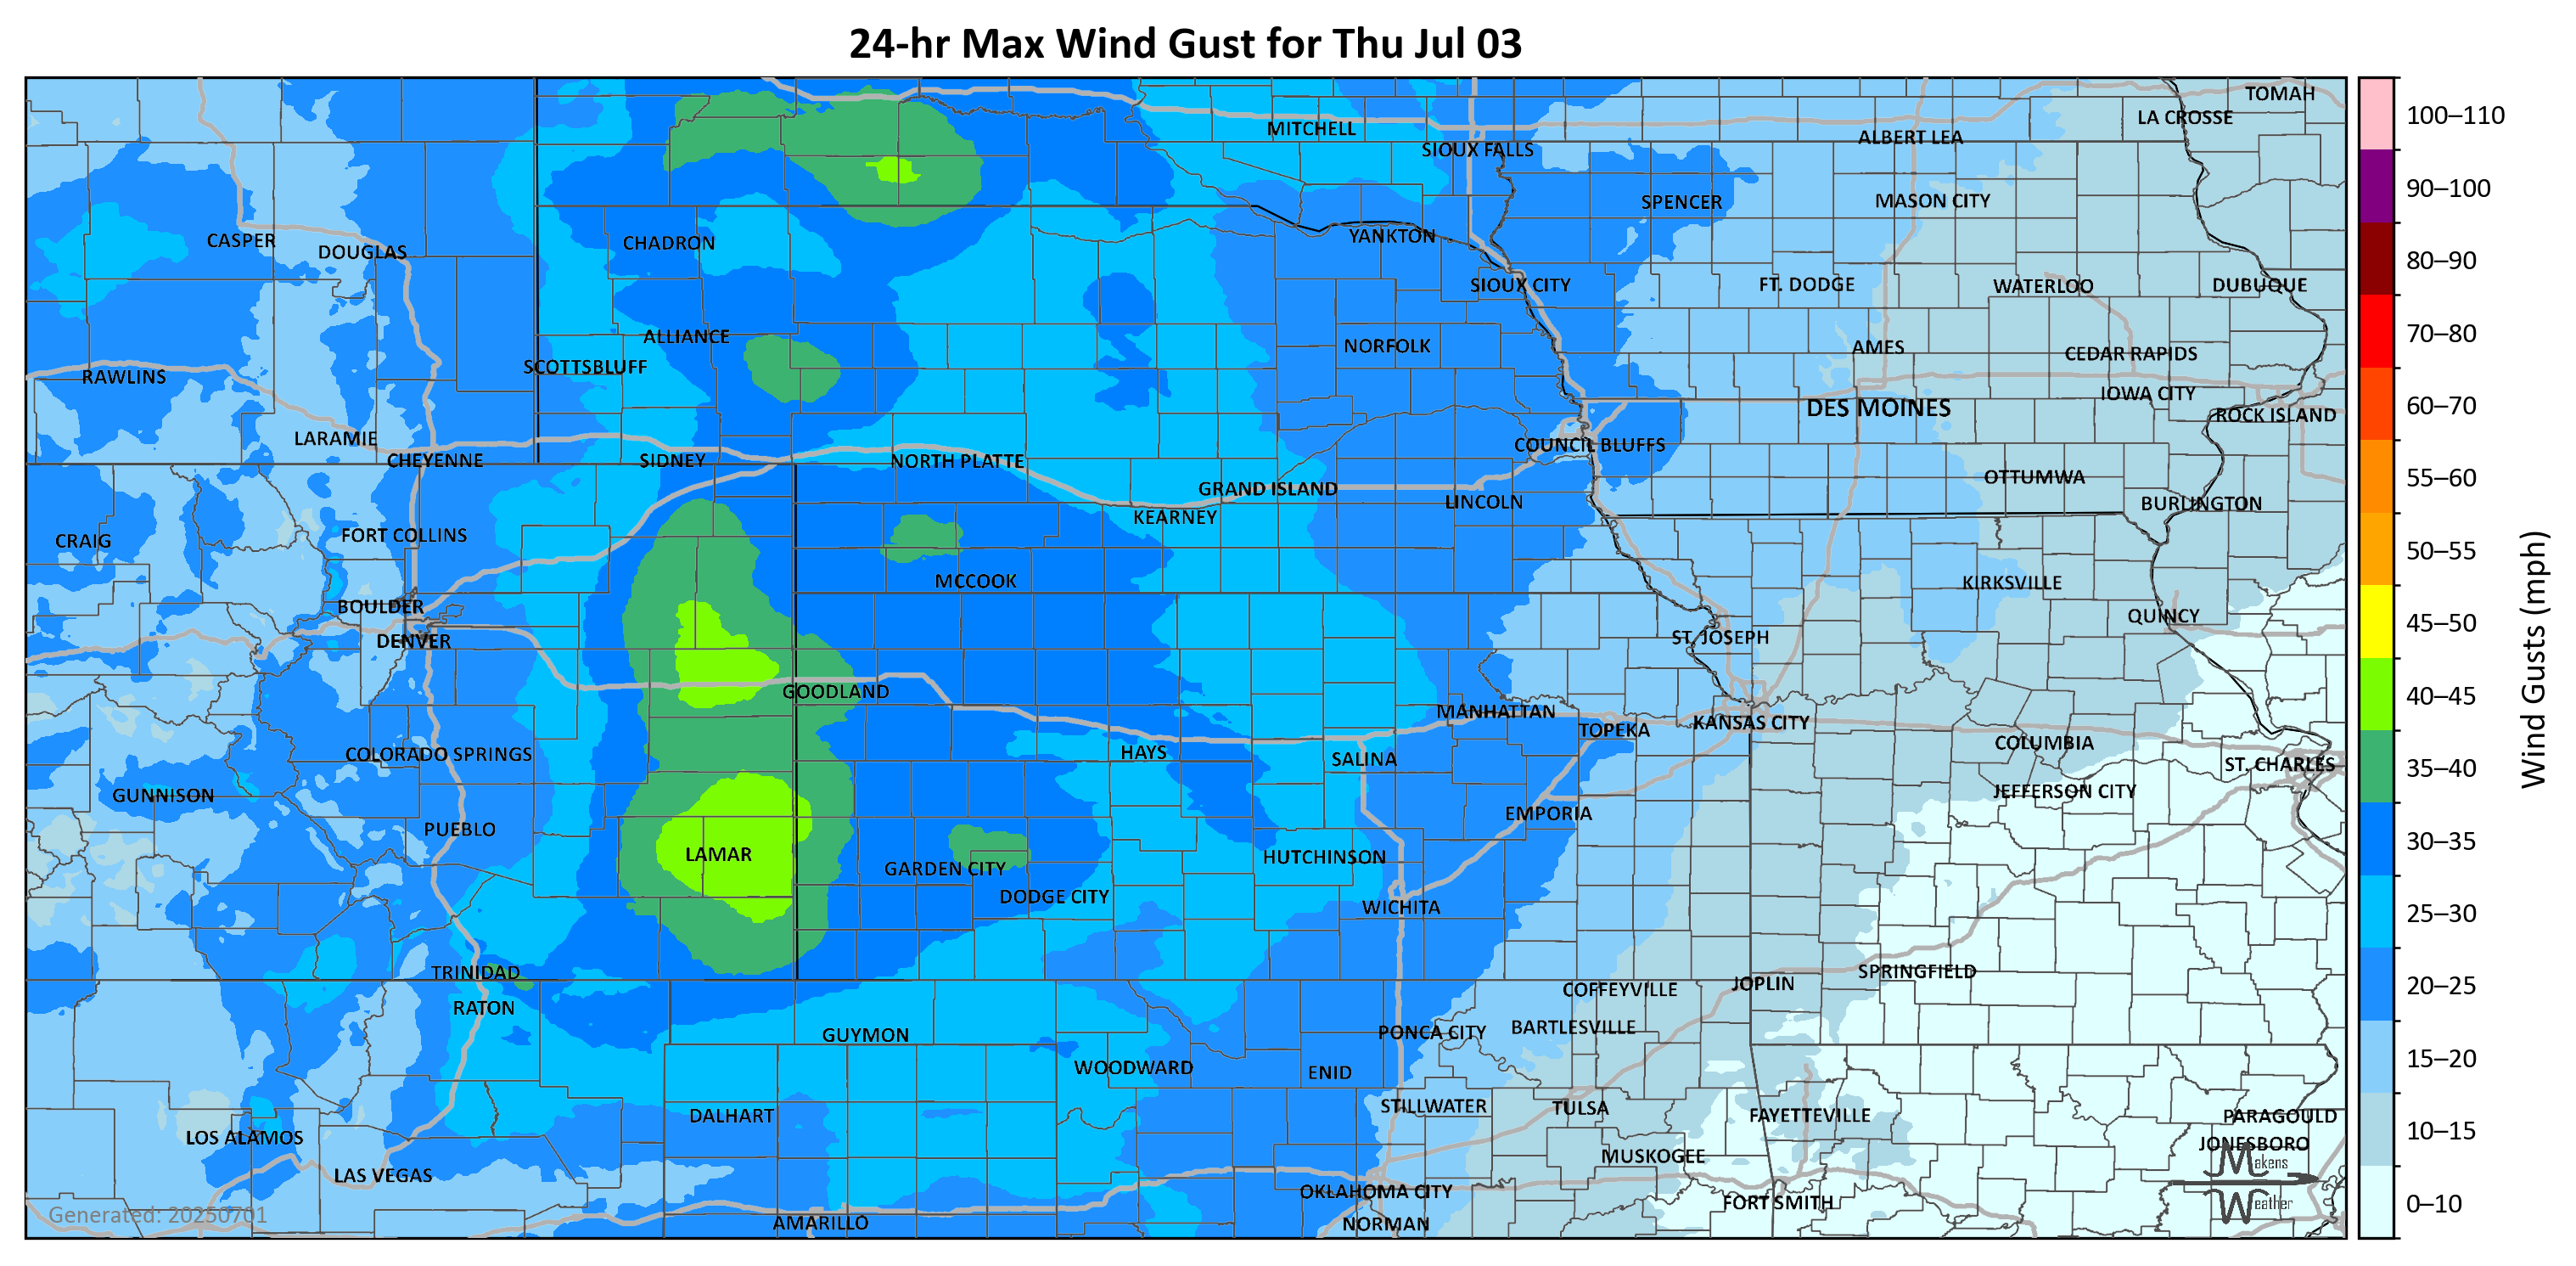 24-hr Max Wind Gust for Thu Jul 03
TOMAH
LA CROSSE
MITCHELL
ALBERT LEA
SIOUX FALLS
SPENCER
MASON CITY
CASPER
DOUGLAS
CHADRON
YANKTON
SIOUX CITY
FT. DODGE
WATERLOO
DUBUQUE
ALLIANCE
NORFOLK
AMES
CEDAR RAPIDS
SCOTTSBLUFF
RAWLINS
IOWA CITY
DES MOINES
ROCK ISLAND
LARAMIE
COUNCIL BLUFFS
CHEYENNE
SIDNEY
NORTH PLATTE
OTTUMWA
GRAND ISLAND
LINCOLN
BURLINGTON
KEARNEY
CRAIG
FORT COLLINS
MCCOOK
KIRKSVILLE
BOULDER
QUINCY
DENVER
ST. JOSEPH
GOODLAND
MANHATTAN
TOPEKA
KANSAS CITY
COLUMBIA
COLORADO SPRINGS
HAYS
SALINA
ST. CHARLES
GUNNISON
JEFFERSON CITY
EMPORIA
PUEBLO
LAMAR
HUTCHINSON
GARDEN CITY
DODGE CITY
WICHITA
TRINIDAD
SPRINGFIELD
JOPLIN
COFFEYVILLE
RATON
GUYMON
PONCA CITY
BARTLESVILLE
WOODWARD
ENID
STILLWATER
TULSA
DALHART
FAYETTEVILLE
PARAGOULD
LOS ALAMOS
JONESBORO
MUSKOGEE
LAS VEGAS
OKLAHOMA CITY
FORT SMITH
AMARILLO
NORMAN
Generated: 20250701
Makens
Weather
100–110
90–100
80–90
70–80
60–70
55–60
50–55
45–50
40–45
35–40
30–35
25–30
20–25
15–20
10–15
0–10
Wind Gusts (mph)